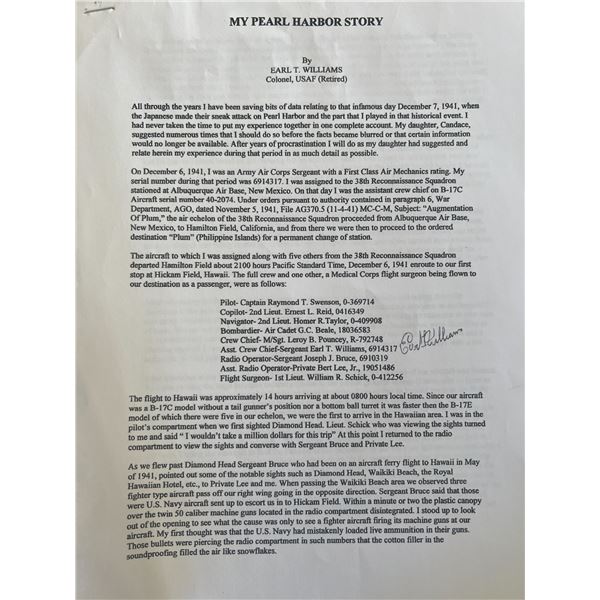 MY PEARL HARBOR STORY
By
EARL T. WILLIAMS
Colonel, USAF (Retired)
All through the years I have been saving bits of data relating to that infamous day December 7, 1941, when
the Japanese made their sneak attack on Pearl Harbor and the part that I played in that historical event. I
had never taken the time to put my experience together in one complete account. My daughter, Candace,
suggested numerous times that I should do so before the facts became blurred or that certain information
would no longer be available. After years of procrastination I will do as my daughter had suggested and
relate herein my experience during that period in as much detail as possible.
On December 6, 1941, I was an Army Air Corps Sergeant with a First Class Air Mechanics rating. My
serial number during that period was 6914317. I was assigned to the 38th Reconnaissance Squadron
stationed at Albuquerque Air Base, New Mexico. On that day I was the assistant crew chief on B-17C
Aircraft serial number 40-2074. Under orders pursuant to authority contained in paragraph 6, War
Department, AGO, dated November 5, 1941, File AG370.5 (11-4-41) MC-C-M, Subject: "Augmentation
Of Plum," the air echelon of the 38th Reconnaissance Squadron proceeded from Albuquerque Air Base,
New Mexico, to Hamilton Field, California, and from there we were then to proceed to the ordered
destination "Plum" (Philippine Islands) for a permanent change of station.
The aircraft to which I was assigned along with five others from the 38th Reconnaissance Squadron
departed Hamilton Field about 2100 hours Pacific Standard Time, December 6, 1941 enroute to our first
stop at Hickam Field, Hawaii. The full crew and one other, a Medical Corps flight surgeon being flown to
our destination as a passenger, were as follows:
Pilot- Captain Raymond T. Swenson, 0-369714
Copilot- 2nd Lieut. Ernest L. Reid, 0416349
Navigator- 2nd Lieut. Homer R.Taylor, 0-409908
Bombardier- Air Cadet G.C. Beale, 18036583
Crew Chief- M/Sgt. Leroy B. Pouncey, R-792748
Asst. Crew Chief-Sergeant Earl T. Williams, 6914317 Earl T Williams
Radio Operator-Sergeant Joseph J. Bruce, 6910319
Asst. Radio Operator-Private Bert Lee, Jr., 19051486
Flight Surgeon- 1st Lieut. William R. Schick, 0-412256
The flight to Hawaii was approximately 14 hours arriving at about 0800 hours local time. Since our aircraft
was a B-17C model without a tail gunner's position nor a bottom ball turret it was faster then the B-17E
model of which there were five in our echelon, we were the first to arrive in the Hawaiian area. I was in the
pilot's compartment when we first sighted Diamond Head. Lieut. Schick who was viewing the sights turned
to me and said " I wouldn't take a million dollars for this trip" At this point I returned to the radio
compartment to view the sights and converse with Sergeant Bruce and Private Lee.
As we flew past Diamond Head Sergeant Bruce who had been on an aircraft ferry flight to Hawaii in May
of 1941, pointed out some of the notable sights such as Diamond Head, Waikiki Beach, the Royal
Hawaiian Hotel, etc., to Private Lee and me. When passing the Waikiki Beach area we observed three
fighter type aircraft pass off our right wing going in the opposite direction. Sergeant Bruce said that those
were U.S. Navy aircraft sent up to escort us in to Hickam Field. Within a minute or two the plastic canopy
over the twin 50 caliber machine guns located in the radio compartment disintegrated. I stood up to look
out of the opening to see what the cause was only to see a fighter aircraft firing its machine guns at our
aircraft. My first thought was that the U.S. Navy had mistakenly loaded live ammunition in their guns.
Those bullets were piercing the radio compartment in such numbers that the cotton filler in the
soundproofing filled the air like snowflakes.